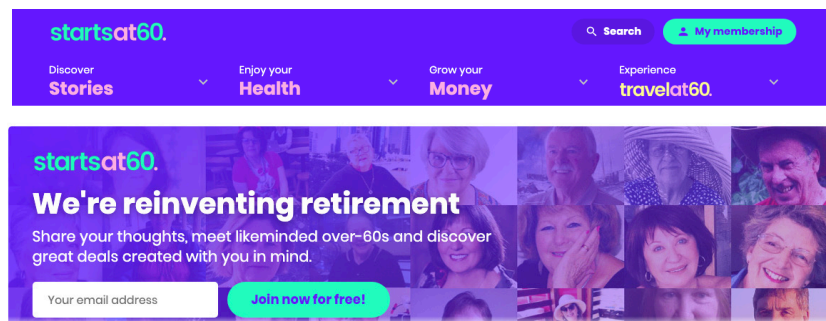 startsat60.
Search
My membership
Discover
Stories
Enjoy your
Health
Grow your
Money
Experience
travelat60.
startsat60.
We're reinventing retirement
Share your thoughts, meet likeminded over-60s and discover
great deals created with you in mind.
Your email address
Join now for free!